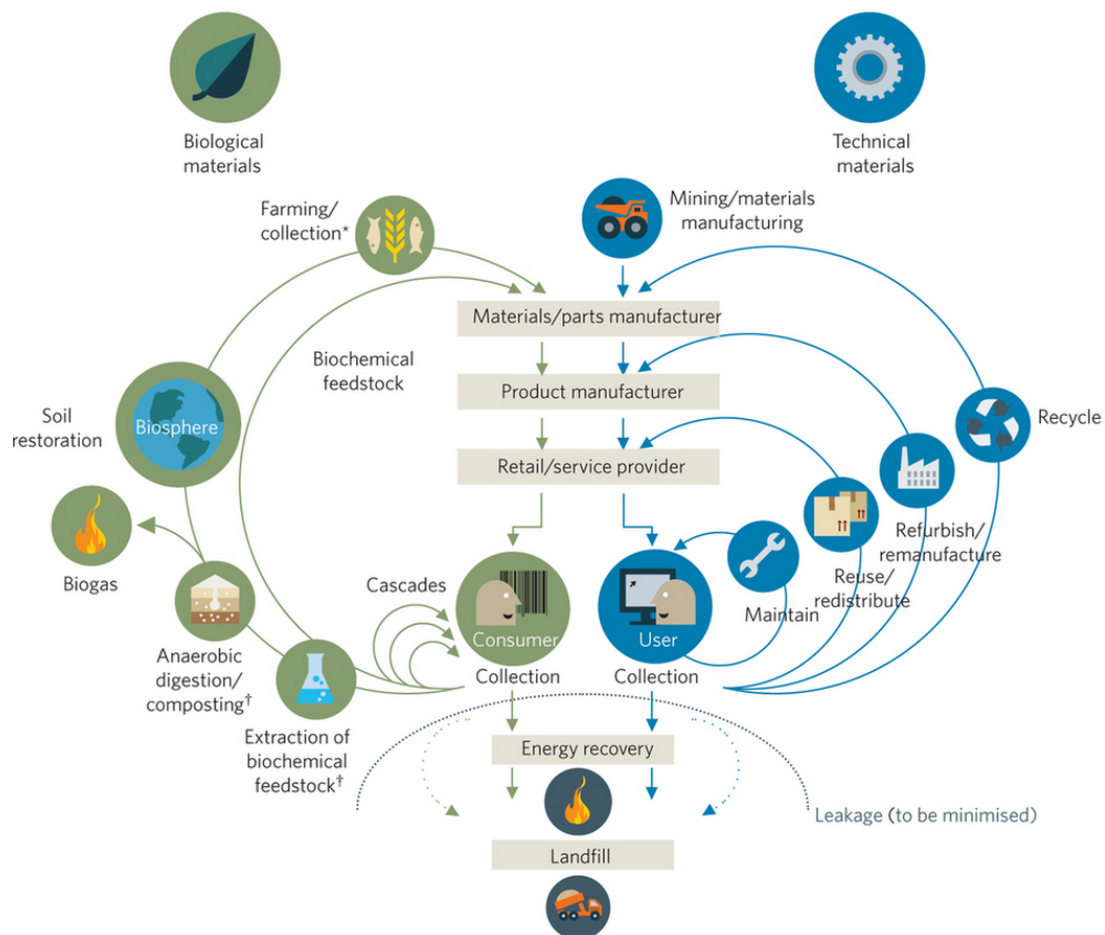 Biological
materials
Technical
materials
Farming/
collection*
Mining/materials
manufacturing
Materials/parts manufacturer
Biochemical
feedstock
Product manufacturer
Soil
restoration
Biosphere
Recycle
Retail/service provider
Biogas
Refurbish/
remanufacture
Reuse/
redistribute
Cascades
Maintain
Consumer
User
Collection
Collection
Anaerobic
digestion/
composting†
Extraction of
biochemical
feedstock†
Energy recovery
Leakage (to be minimised)
Landfill